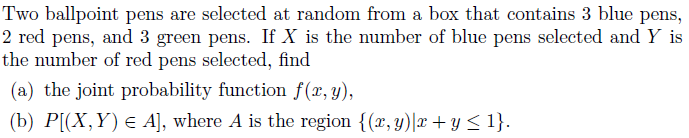 Two ballpoint pens are selected at random from a box that contains 3 blue pens,
2 red pens, and 3 green pens. If X is the number of blue pens selected and Y is
the number of red pens selected, find
(a) the joint probability function f(x, y),
(b) P[(X, Y) ∈ A], where A is the region {(x, y)|x + y ≤ 1}.